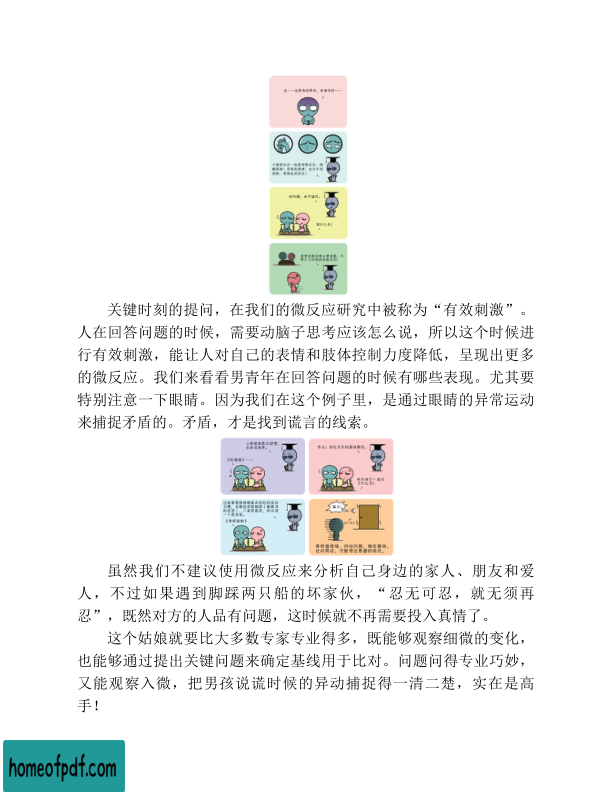 关键时刻的提问，在我们的微反应研究中被称为“有效刺激”。
人在回答问题的时候，需要动脑子思考应该怎么说，所以这个时候进
行有效刺激，能让人对自己的表情和肢体控制力度降低，呈现出更多
的微反应。我们来看看男青年在回答问题的时候有哪些表现。尤其要
特别注意一下眼睛。因为我们在这个例子里，是通过眼睛的异常运动
来捕捉矛盾的。矛盾，才是找到谎言的线索。
虽然我们不建议使用微反应来分析自己身边的家人、朋友和爱
人，不过如果遇到脚踩两只船的坏家伙，“忍无可忍，就无须再
忍”，既然对方的人品有问题，这时候就不再需要投入真情了。
这个姑娘就要比大多数专家专业得多，既能够观察细微的变化，
也能够通过提出关键问题来确定基线用于比对。问题问得专业巧妙，
又能观察入微，把男孩说谎时候的异动捕捉得一清二楚，实在是高
手！
homeofpdf.com